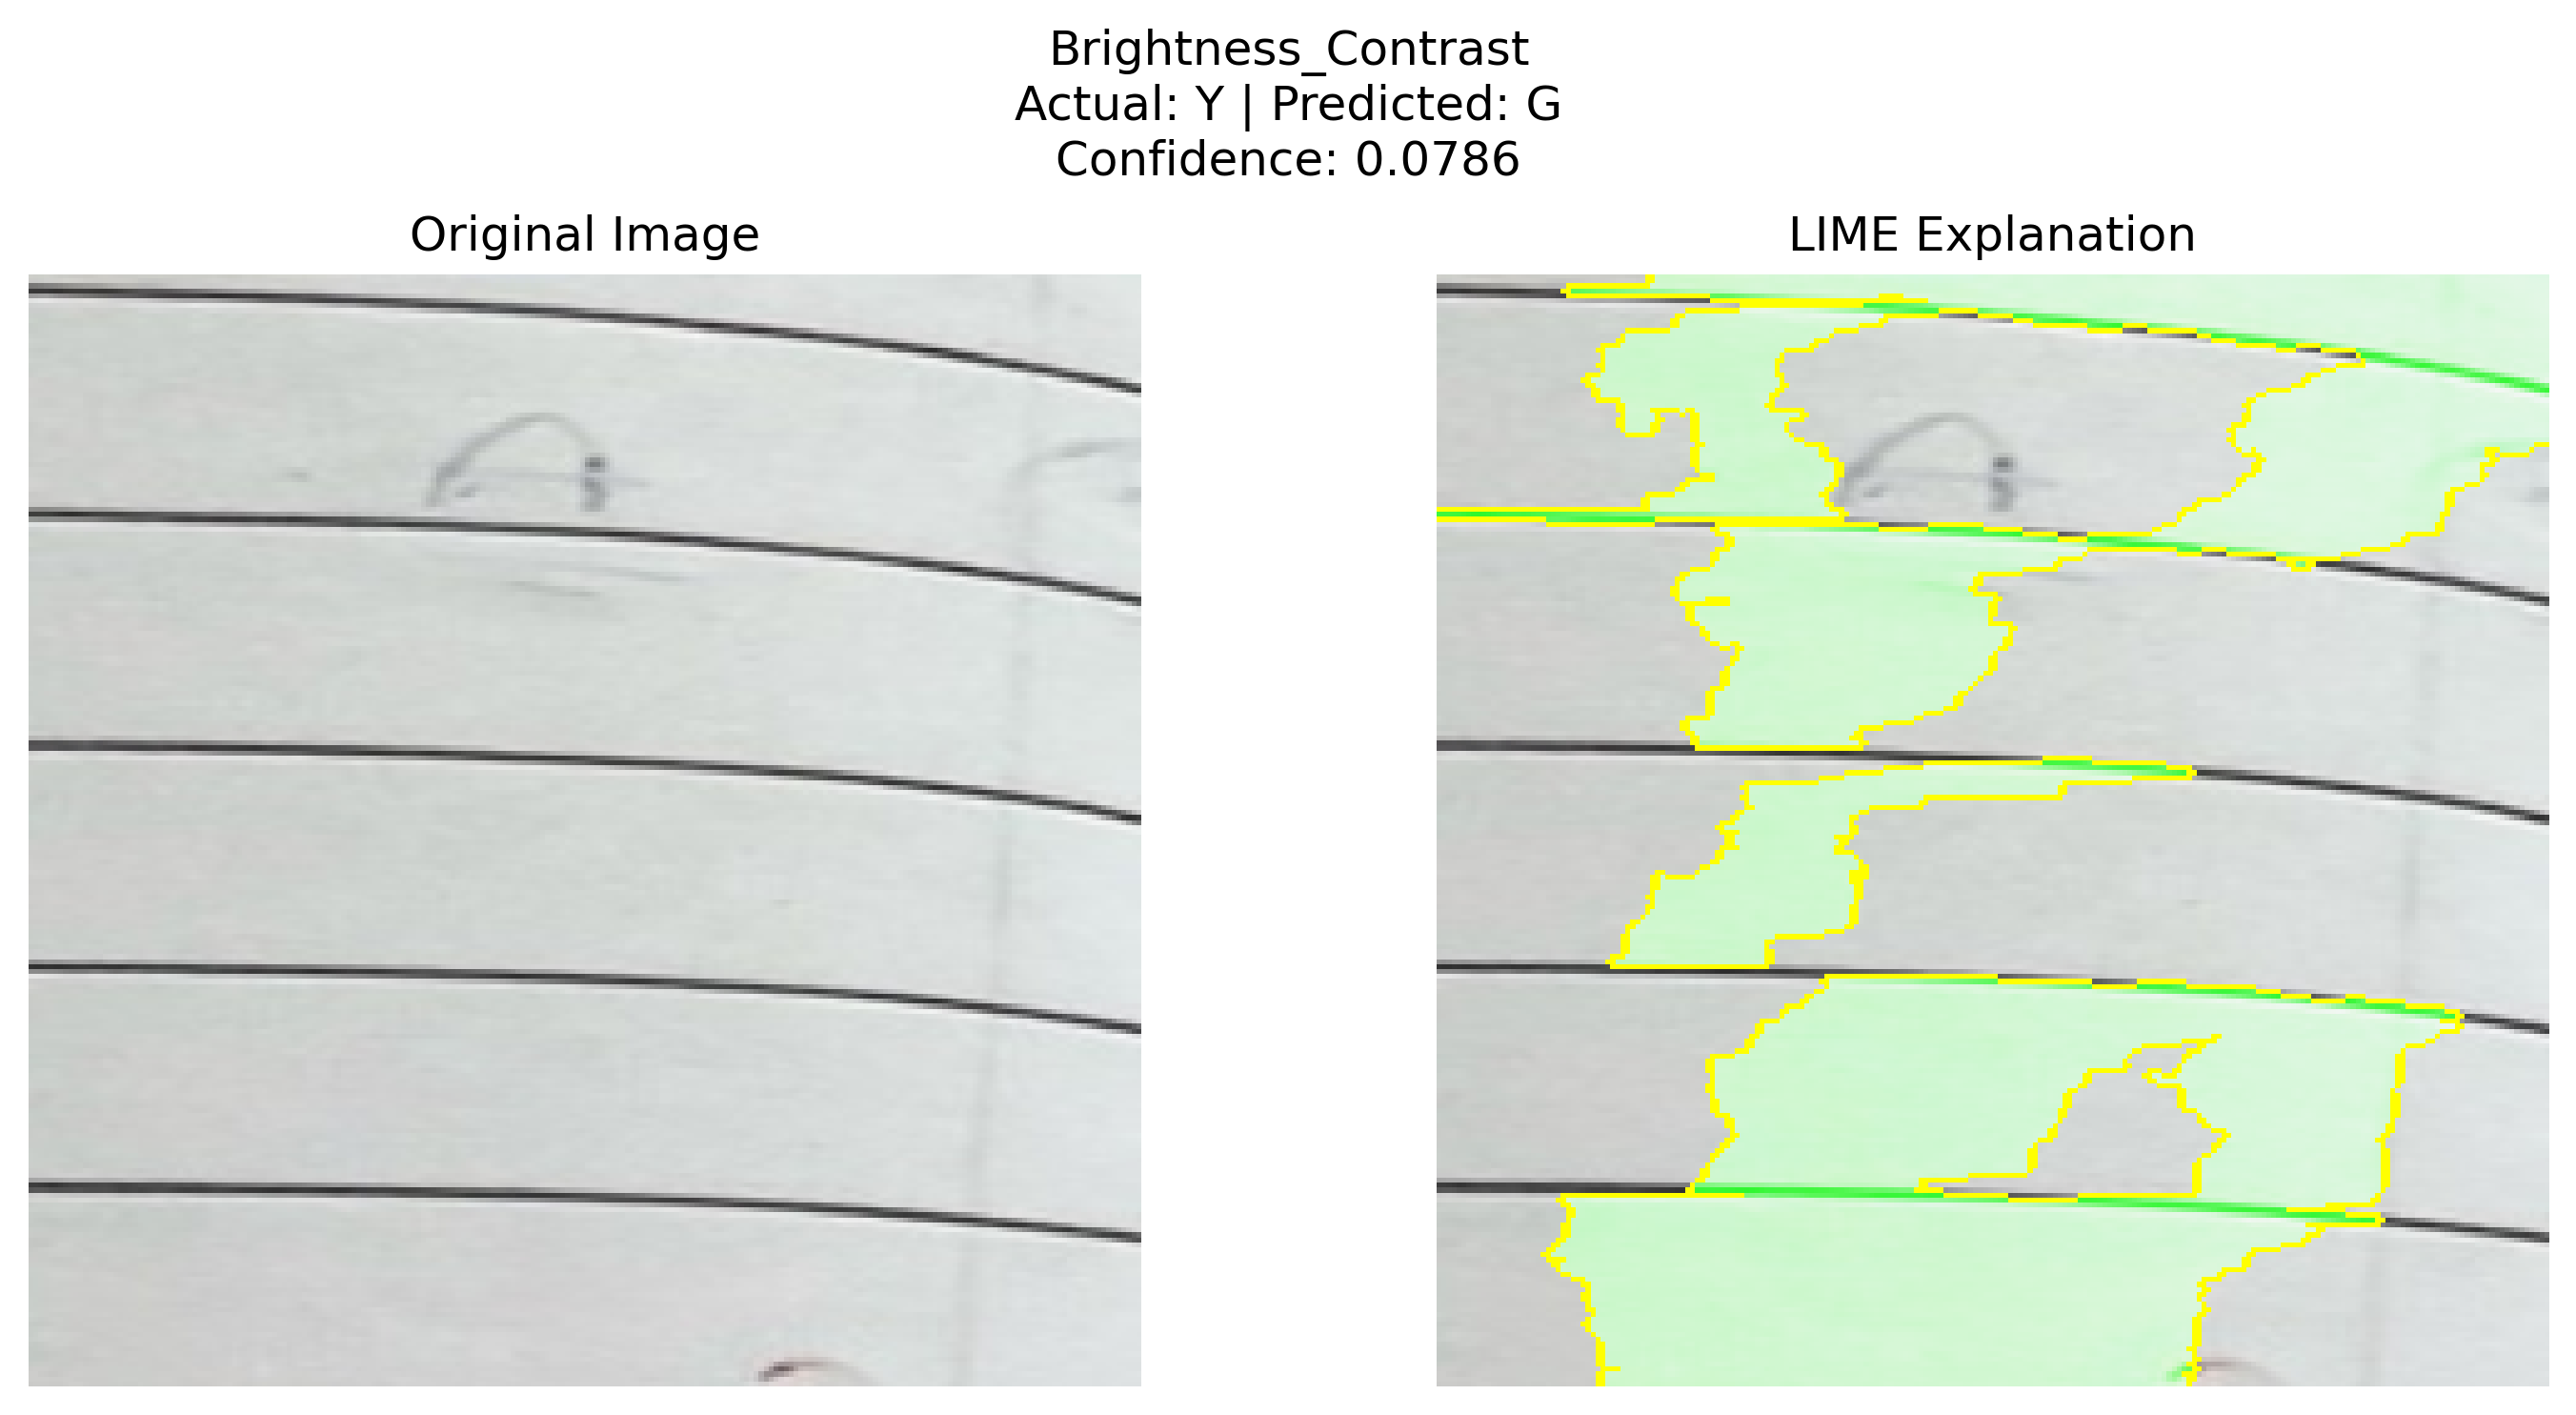 Brightness_Contrast
Actual: Y | Predicted: G
Confidence: 0.0786
Original Image
LIME Explanation